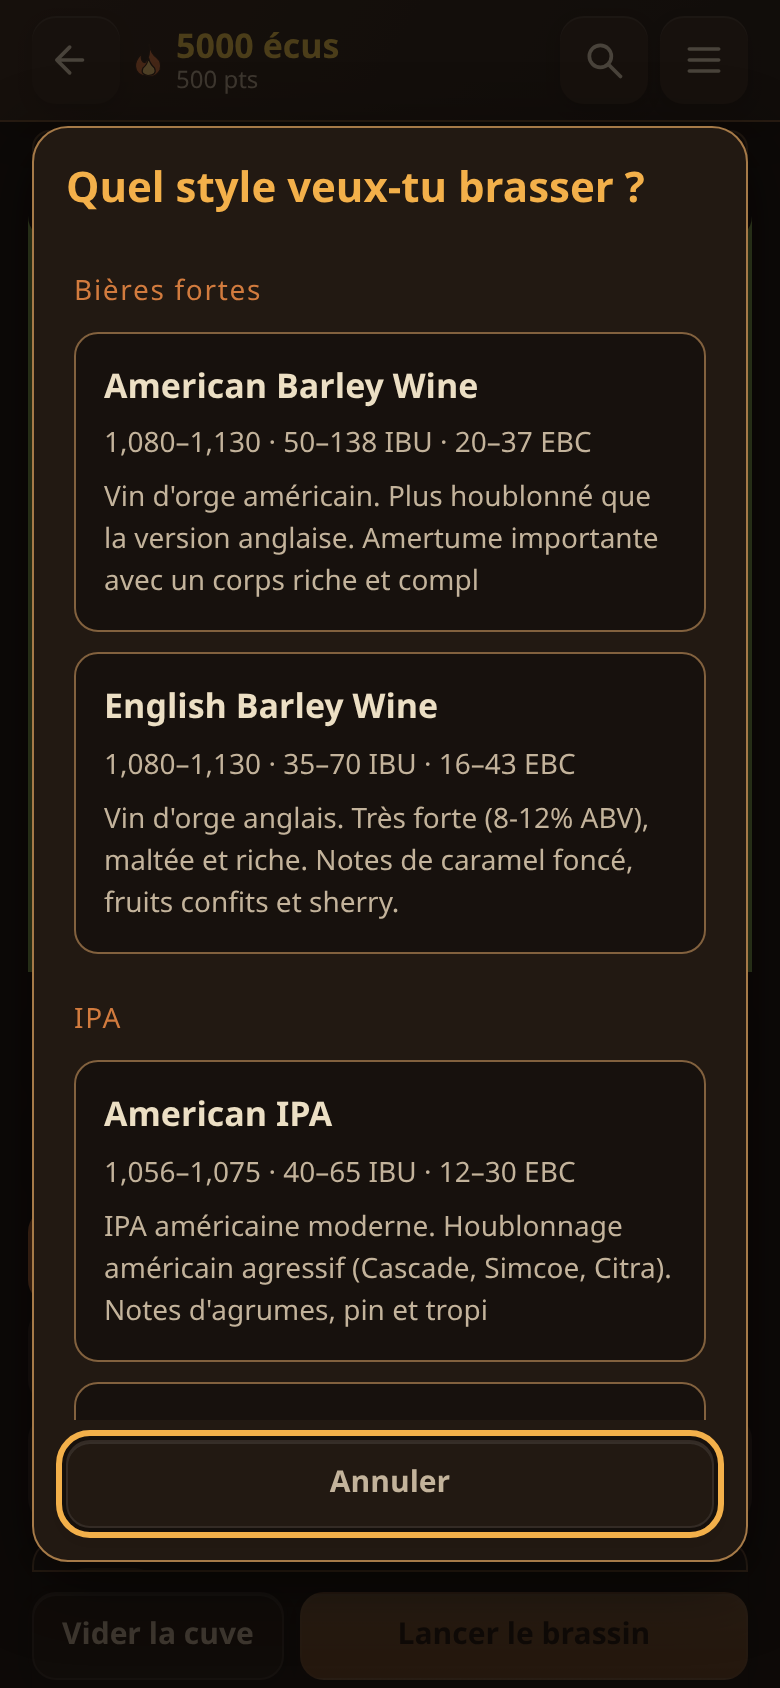 5000 écus
500 pts
Quel style veux-tu brasser ?
Bières fortes
American Barley Wine
1,080–1,130 · 50–138 IBU · 20–37 EBC
Vin d'orge américain. Plus houblonné que
la version anglaise. Amertume importante
avec un corps riche et compl
English Barley Wine
1,080–1,130 · 35–70 IBU · 16–43 EBC
Vin d'orge anglais. Très forte (8-12% ABV),
maltée et riche. Notes de caramel foncé,
fruits confits et sherry.
IPA
American IPA
1,056–1,075 · 40–65 IBU · 12–30 EBC
IPA américaine moderne. Houblonnage
américain agressif (Cascade, Simcoe, Citra).
Notes d'agrumes, pin et tropi
Annuler
Vider la cuve
Lancer le brassin